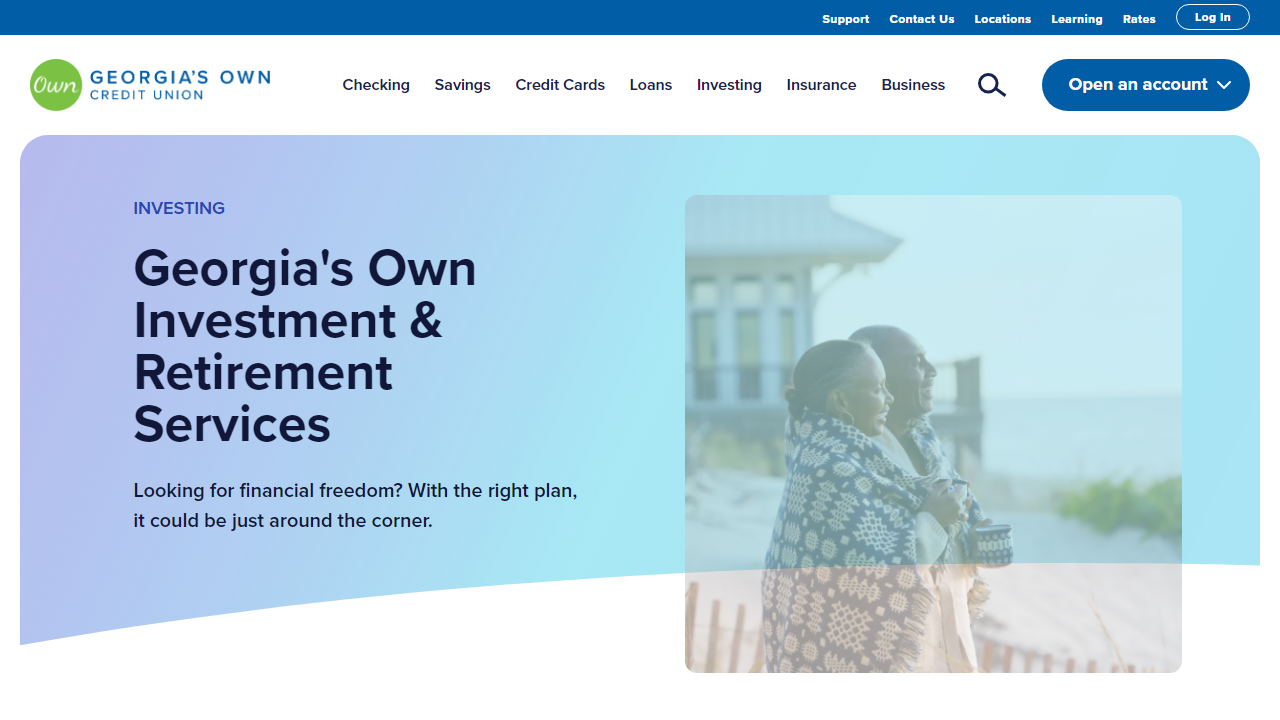 Support Contact Us Locations Learning Rates Log In
Own GEORGIA'S OWN
CREDIT UNION
Checking Savings Credit Cards Loans Investing Insurance Business Open an account
INVESTING
Georgia's Own
Investment &
Retirement
Services
Looking for financial freedom? With the right plan,
it could be just around the corner.